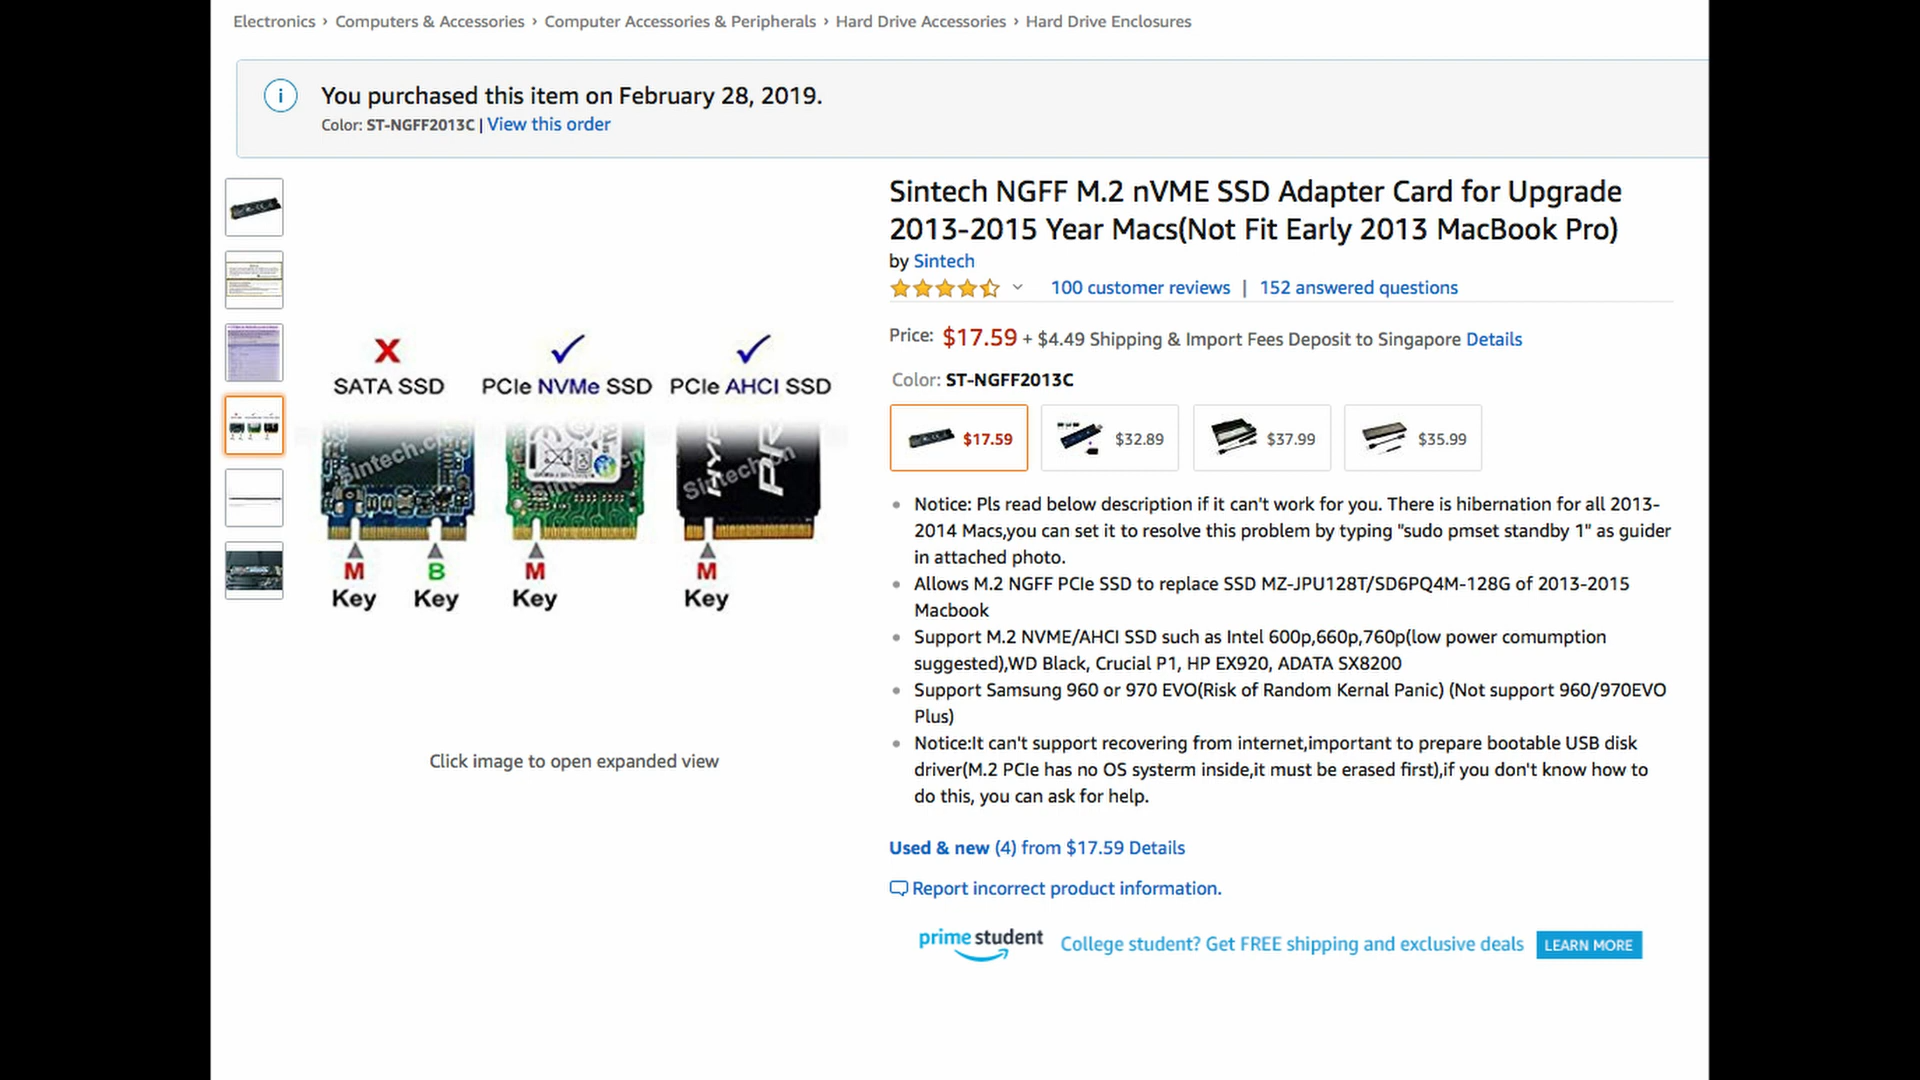 Electronics › Computers & Accessories › Computer Accessories & Peripherals › Hard Drive Accessories › Hard Drive Enclosures
You purchased this item on February 28, 2019.
Color: ST-NGFF2013C | View this order
Sintech NGFF M.2 nVME SSD Adapter Card for Upgrade
2013-2015 Year Macs(Not Fit Early 2013 MacBook Pro)
by Sintech
100 customer reviews | 152 answered questions
Price: $17.59 + $4.49 Shipping & Import Fees Deposit to Singapore Details
Color: ST-NGFF2013C
$17.59 $32.89 $37.99 $35.99
X ✓ ✓
SATA SSD PCIe NVMe SSD PCIe AHCI SSD
Sintech.cn Sintech.cn
M B M M
Key Key Key Key
Click image to open expanded view
Notice: Pls read below description if it can't work for you. There is hibernation for all 2013-
2014 Macs,you can set it to resolve this problem by typing "sudo pmset standby 1" as guider
in attached photo.
Allows M.2 NGFF PCIe SSD to replace SSD MZ-JPU128T/SD6PQ4M-128G of 2013-2015
Macbook
Support M.2 NVME/AHCI SSD such as Intel 600p,660p,760p(low power comumption
suggested),WD Black, Crucial P1, HP EX920, ADATA SX8200
Support Samsung 960 or 970 EVO(Risk of Random Kernal Panic) (Not support 960/970EVO
Plus)
Notice:It can't support recovering from internet,important to prepare bootable USB disk
driver(M.2 PCIe has no OS systerm inside,it must be erased first),if you don't know how to
do this, you can ask for help.
Used & new (4) from $17.59 Details
Report incorrect product information.
prime student College student? Get FREE shipping and exclusive deals LEARN MORE